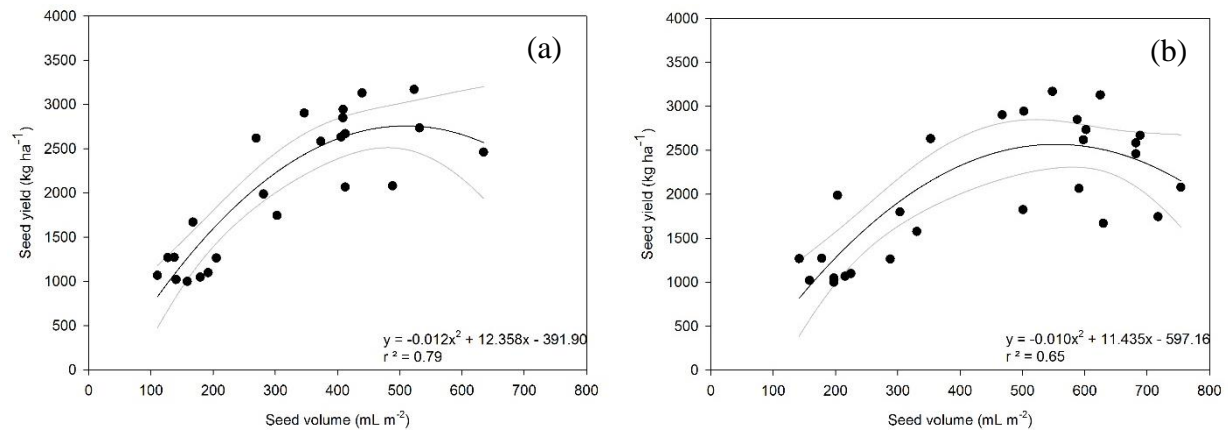 4000
3500
3000
2500
2000
1500
1000
500
0
Seed yield (kg ha⁻¹)
(a)
y = -0.012x² + 12.358x - 391.90
r ² = 0.79
0 100 200 300 400 500 600 700 800
Seed volume (mL m⁻²)
4000
3500
3000
2500
2000
1500
1000
500
0
Seed yield (kg ha⁻¹)
(b)
y = -0.010x² + 11.435x - 597.16
r ² = 0.65
0 100 200 300 400 500 600 700 800
Seed volume (mL m⁻²)